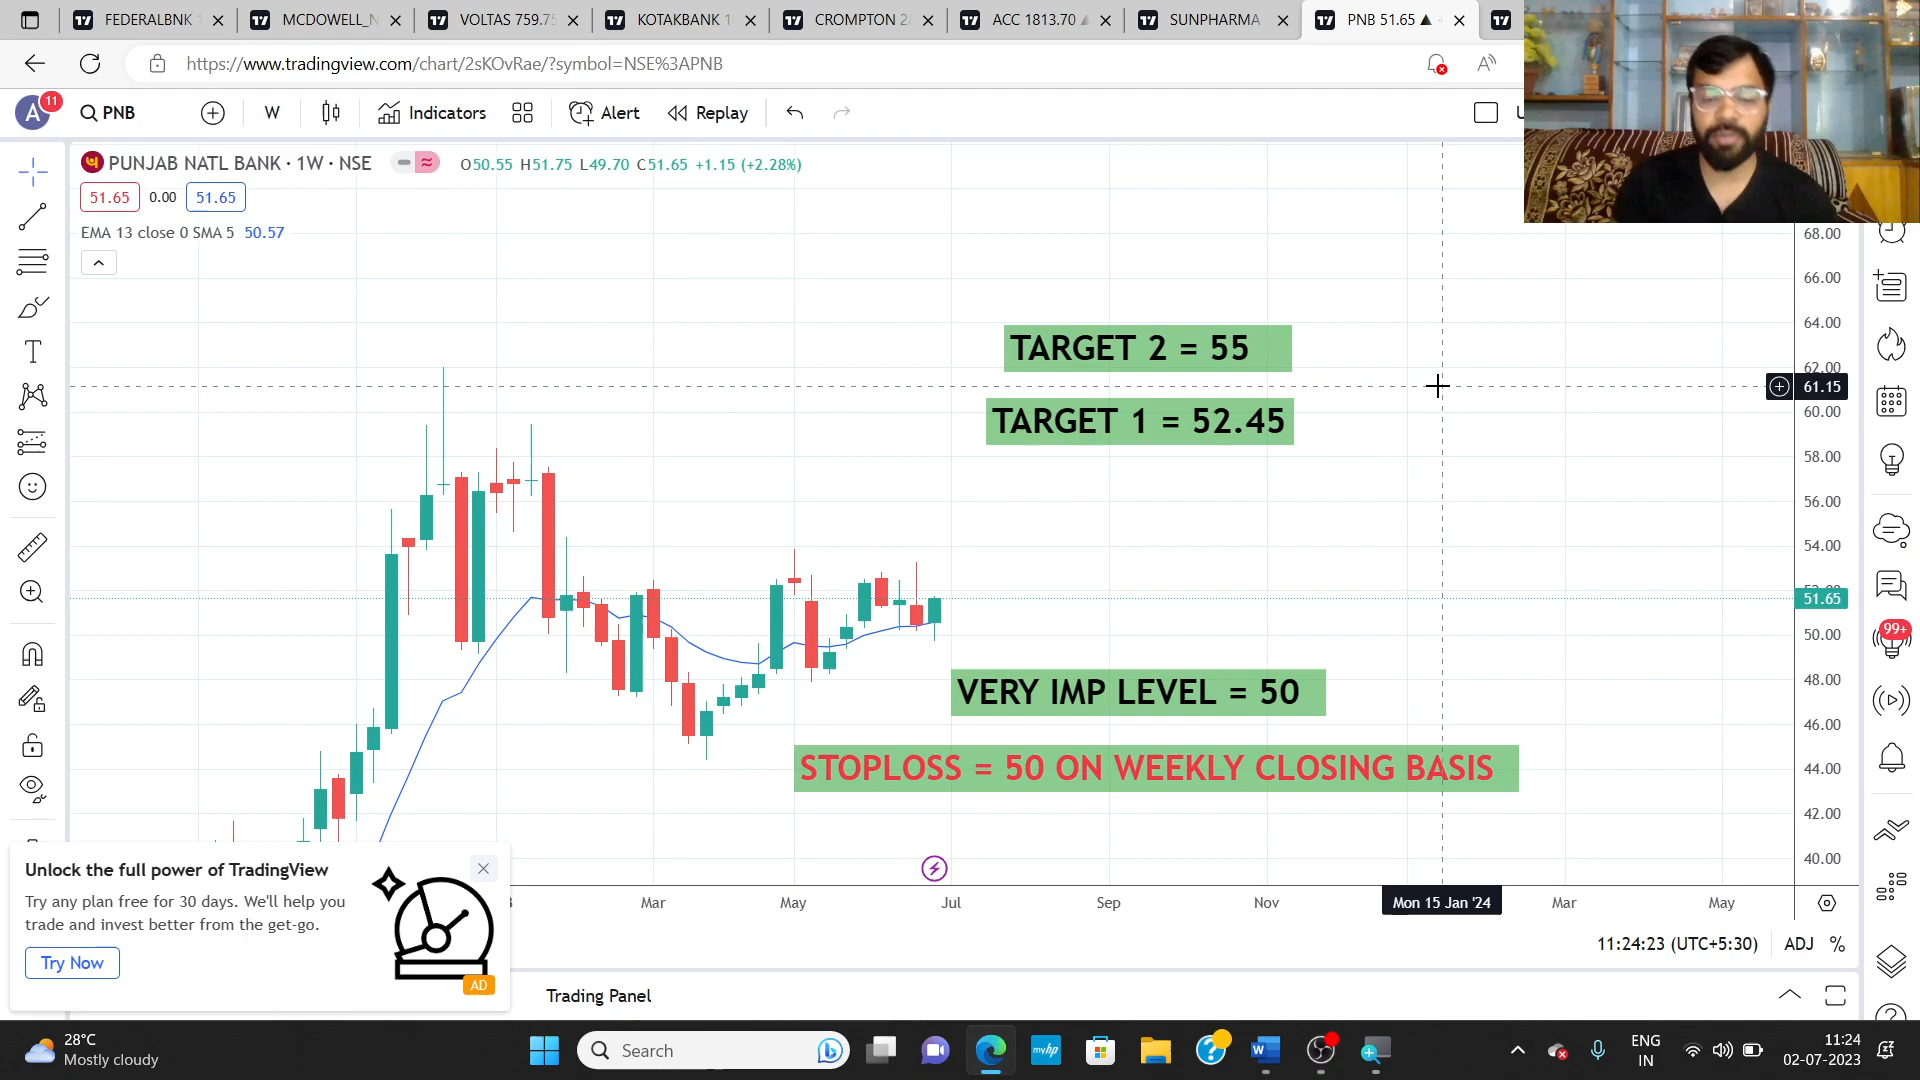 FEDERALBNK 1
MCDOWELL_N
VOLTAS 759.75
KOTAKBANK 1
CROMPTON 2
ACC 1813.70
SUNPHARMA
PNB 51.65 ▲
https://www.tradingview.com/chart/2sKOvRae/?symbol=NSE%3APNB
A 11
PNB
W
Indicators
Alert
Replay
PUNJAB NATL BANK · 1W · NSE
O50.55 H51.75 L49.70 C51.65 +1.15 (+2.28%)
51.65 0.00 51.65
EMA 13 close 0 SMA 5 50.57
68.00
66.00
64.00
62.00
61.15
60.00
58.00
56.00
54.00
51.65
50.00
48.00
46.00
44.00
42.00
40.00
TARGET 2 = 55
TARGET 1 = 52.45
VERY IMP LEVEL = 50
STOPLOSS = 50 ON WEEKLY CLOSING BASIS
99+
Mar May Jul Sep Nov Mon 15 Jan '24 Mar May
Unlock the full power of TradingView
Try any plan free for 30 days. We'll help you
trade and invest better from the get-go.
Try Now
AD
11:24:23 (UTC+5:30) ADJ %
Trading Panel
28°C
Mostly cloudy
Search
myhp
ENG
IN
11:24
02-07-2023